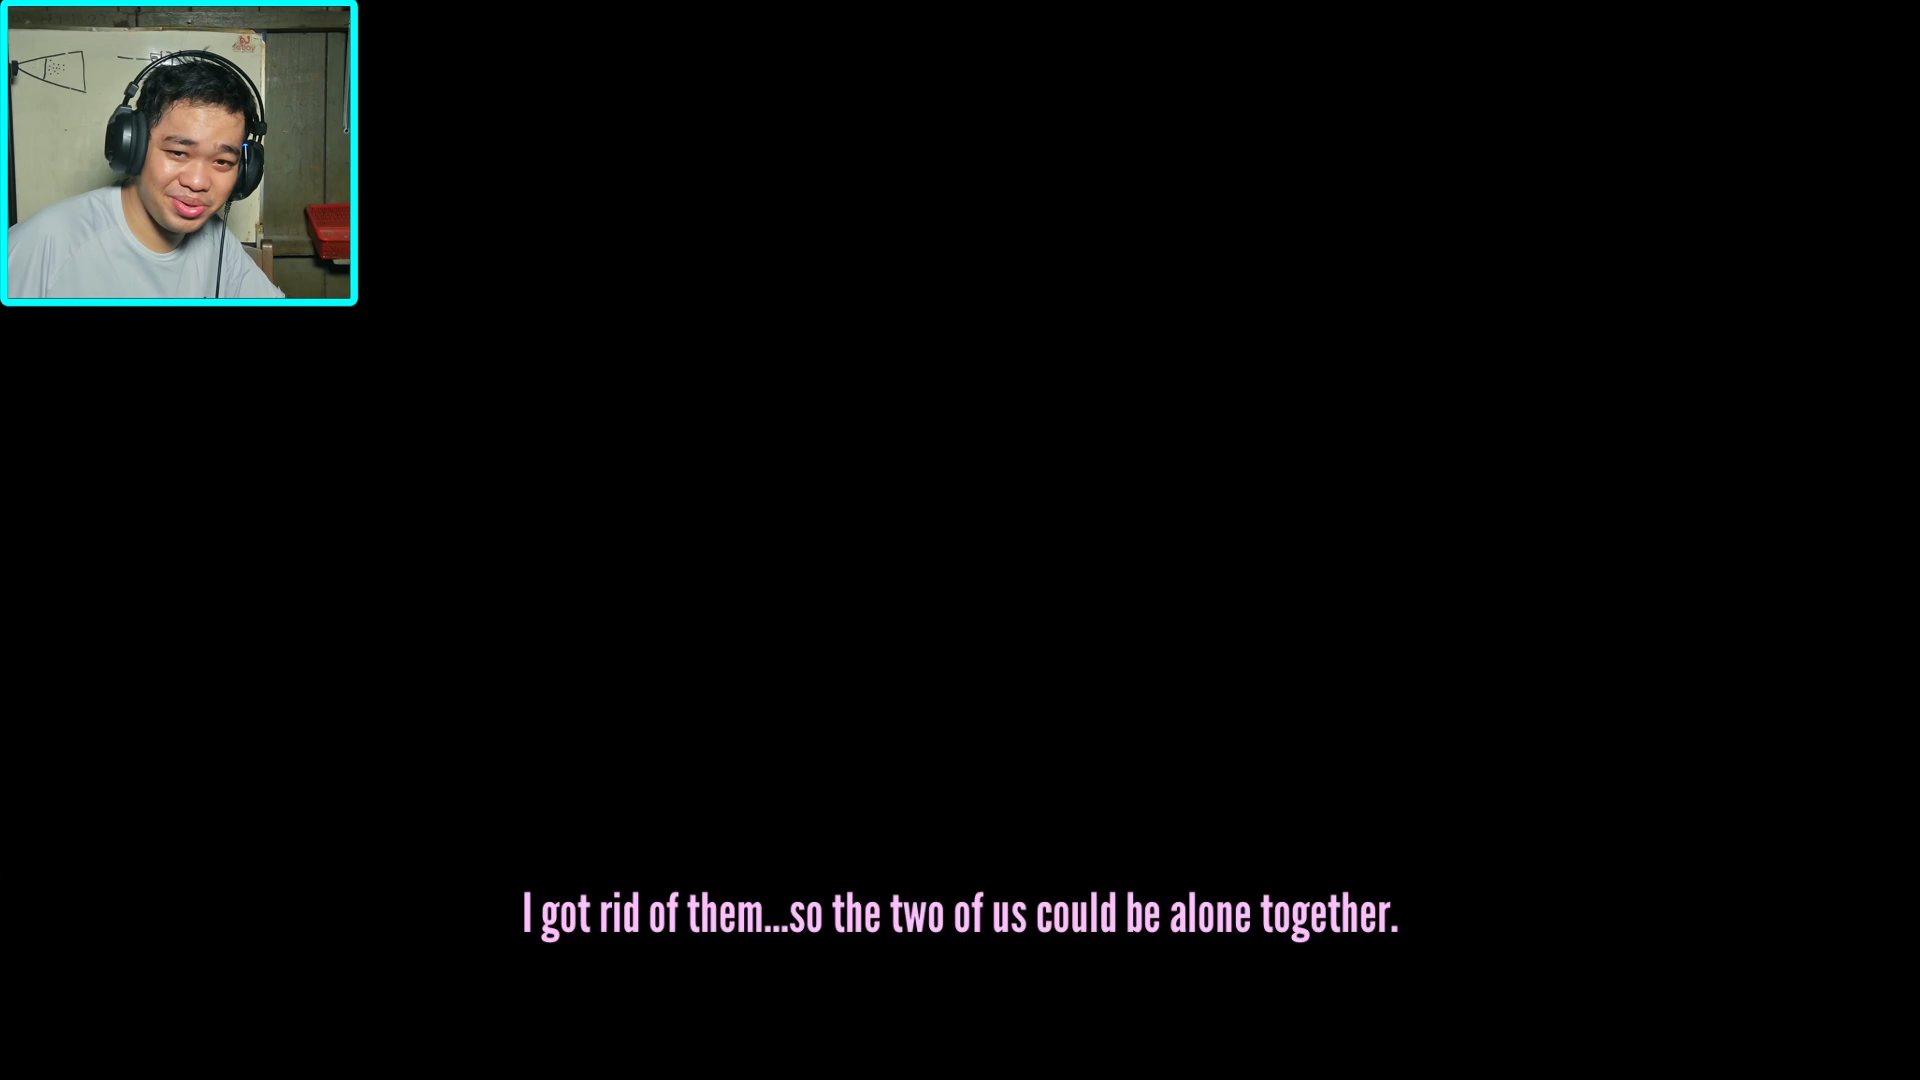 I got rid of them...so the two of us could be alone together.